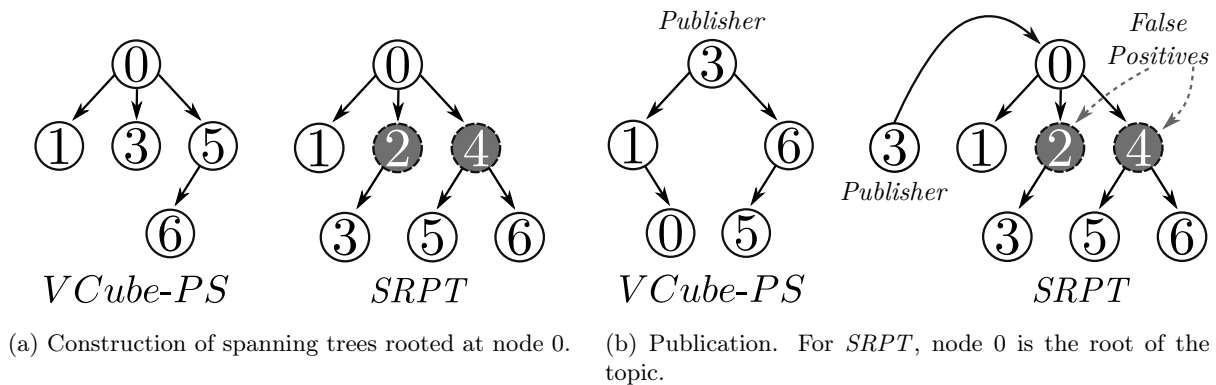 Publisher
False
Positives
0
0
3
0
1
3
5
1
2
4
1
6
3
1
2
4
Publisher
6
3
5
6
0
5
3
5
6
VCube-PS
SRPT
VCube-PS
SRPT
(a) Construction of spanning trees rooted at node 0.
(b) Publication. For SRPT, node 0 is the root of the
topic.